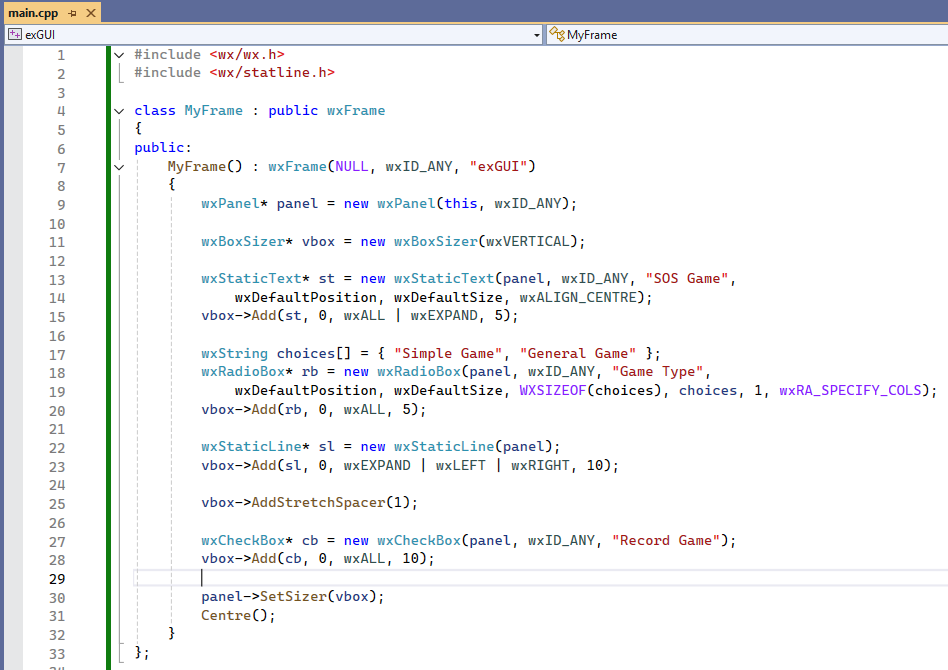 main.cpp
exGUI MyFrame
1 #include <wx/wx.h>
2 #include <wx/statline.h>
3
4 class MyFrame : public wxFrame
5 {
6 public:
7     MyFrame() : wxFrame(NULL, wxID_ANY, "exGUI")
8     {
9         wxPanel* panel = new wxPanel(this, wxID_ANY);
10
11         wxBoxSizer* vbox = new wxBoxSizer(wxVERTICAL);
12
13         wxStaticText* st = new wxStaticText(panel, wxID_ANY, "SOS Game",
14             wxDefaultPosition, wxDefaultSize, wxALIGN_CENTRE);
15         vbox->Add(st, 0, wxALL | wxEXPAND, 5);
16
17         wxString choices[] = { "Simple Game", "General Game" };
18         wxRadioBox* rb = new wxRadioBox(panel, wxID_ANY, "Game Type",
19             wxDefaultPosition, wxDefaultSize, WXSIZEOF(choices), choices, 1, wxRA_SPECIFY_COLS);
20         vbox->Add(rb, 0, wxALL, 5);
21
22         wxStaticLine* sl = new wxStaticLine(panel);
23         vbox->Add(sl, 0, wxEXPAND | wxLEFT | wxRIGHT, 10);
24
25         vbox->AddStretchSpacer(1);
26
27         wxCheckBox* cb = new wxCheckBox(panel, wxID_ANY, "Record Game");
28         vbox->Add(cb, 0, wxALL, 10);
29
30         panel->SetSizer(vbox);
31         Centre();
32     }
33 };